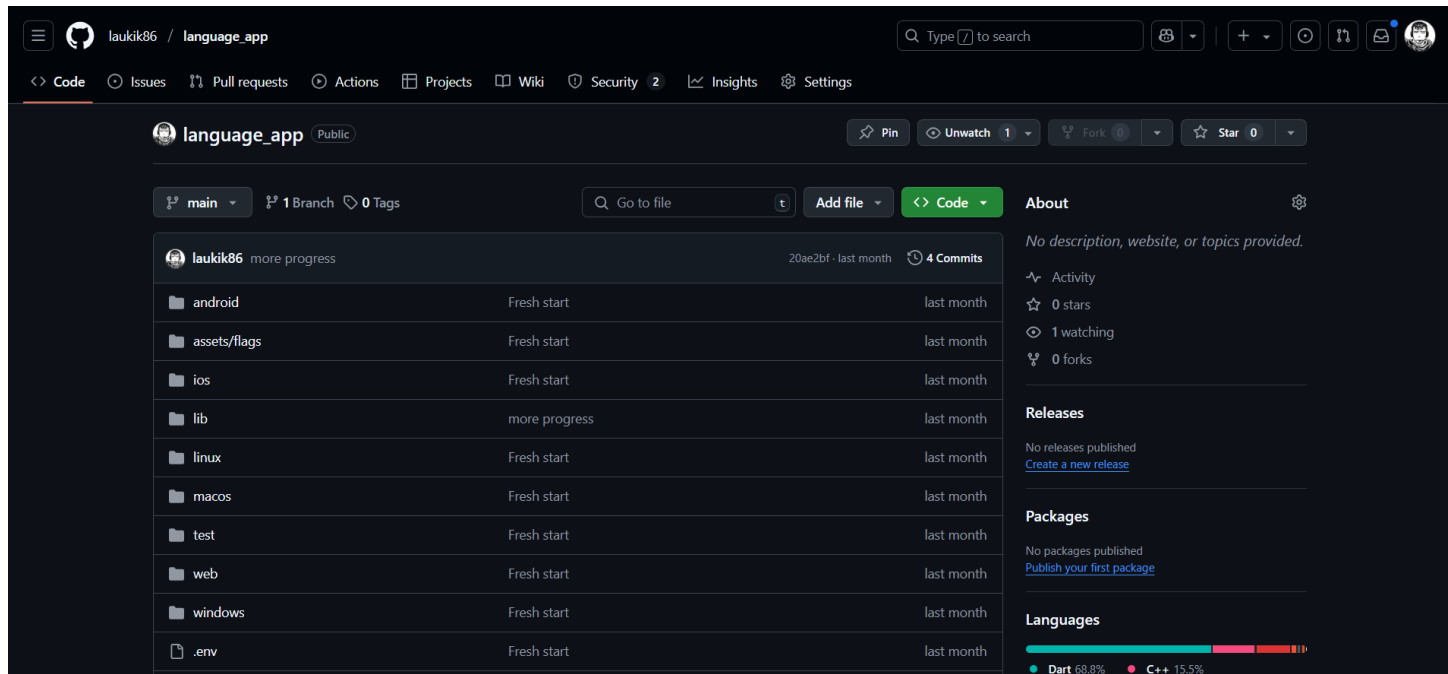 laukik86 / language_app
Type / to search
Code Issues Pull requests Actions Projects Wiki Security 2 Insights Settings
language_app Public
Pin Unwatch 1 Fork 0 Star 0
main 1 Branch 0 Tags Go to file t Add file Code
laukik86 more progress 20ae2bf · last month 4 Commits
android Fresh start last month
assets/flags Fresh start last month
ios Fresh start last month
lib more progress last month
linux Fresh start last month
macos Fresh start last month
test Fresh start last month
web Fresh start last month
windows Fresh start last month
.env Fresh start last month
About
No description, website, or topics provided.
Activity
0 stars
1 watching
0 forks
Releases
No releases published
Create a new release
Packages
No packages published
Publish your first package
Languages
Dart 68.8% C++ 15.5%